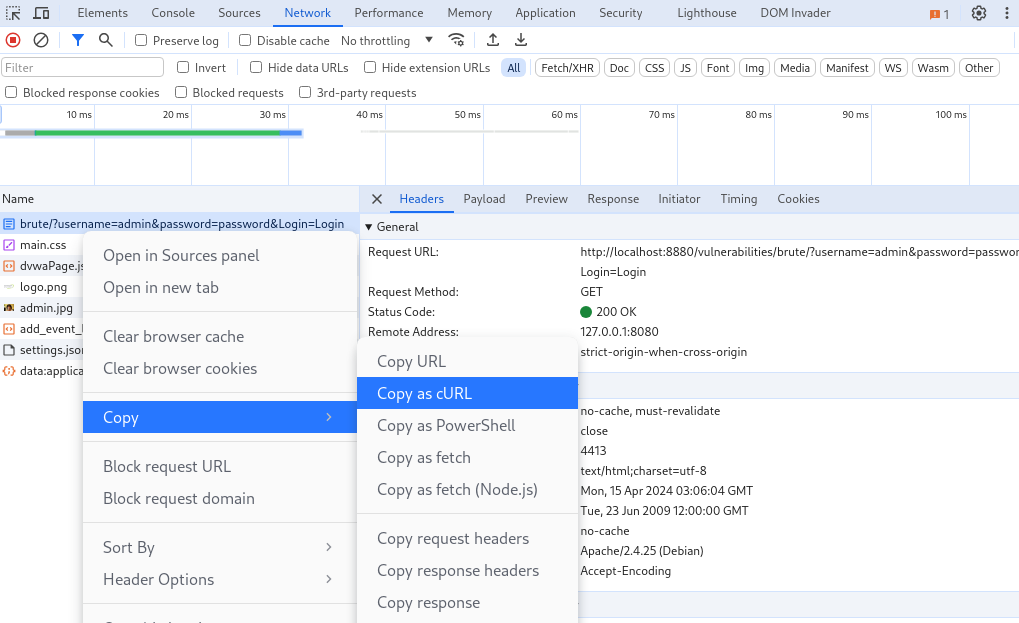 Elements Console Sources Network Performance Memory Application Security Lighthouse DOM Invader 1
Preserve log Disable cache No throttling
Filter Invert Hide data URLs Hide extension URLs All Fetch/XHR Doc CSS JS Font Img Media Manifest WS Wasm Other
Blocked response cookies Blocked requests 3rd-party requests
10 ms 20 ms 30 ms 40 ms 50 ms 60 ms 70 ms 80 ms 90 ms 100 ms
Name
brute/?username=admin&password=password&Login=Login
main.css
dvwaPage.js
logo.png
admin.jpg
add_event_
settings.json
data:applica
Open in Sources panel
Open in new tab
Clear browser cache
Clear browser cookies
Copy
Block request URL
Block request domain
Sort By
Header Options
Copy URL
Copy as cURL
Copy as PowerShell
Copy as fetch
Copy as fetch (Node.js)
Copy request headers
Copy response headers
Copy response
Headers Payload Preview Response Initiator Timing Cookies
General
Request URL: http://localhost:8880/vulnerabilities/brute/?username=admin&password=passwor
Login=Login
Request Method: GET
Status Code: 200 OK
Remote Address: 127.0.0.1:8080
strict-origin-when-cross-origin
no-cache, must-revalidate
close
4413
text/html;charset=utf-8
Mon, 15 Apr 2024 03:06:04 GMT
Tue, 23 Jun 2009 12:00:00 GMT
no-cache
Apache/2.4.25 (Debian)
Accept-Encoding